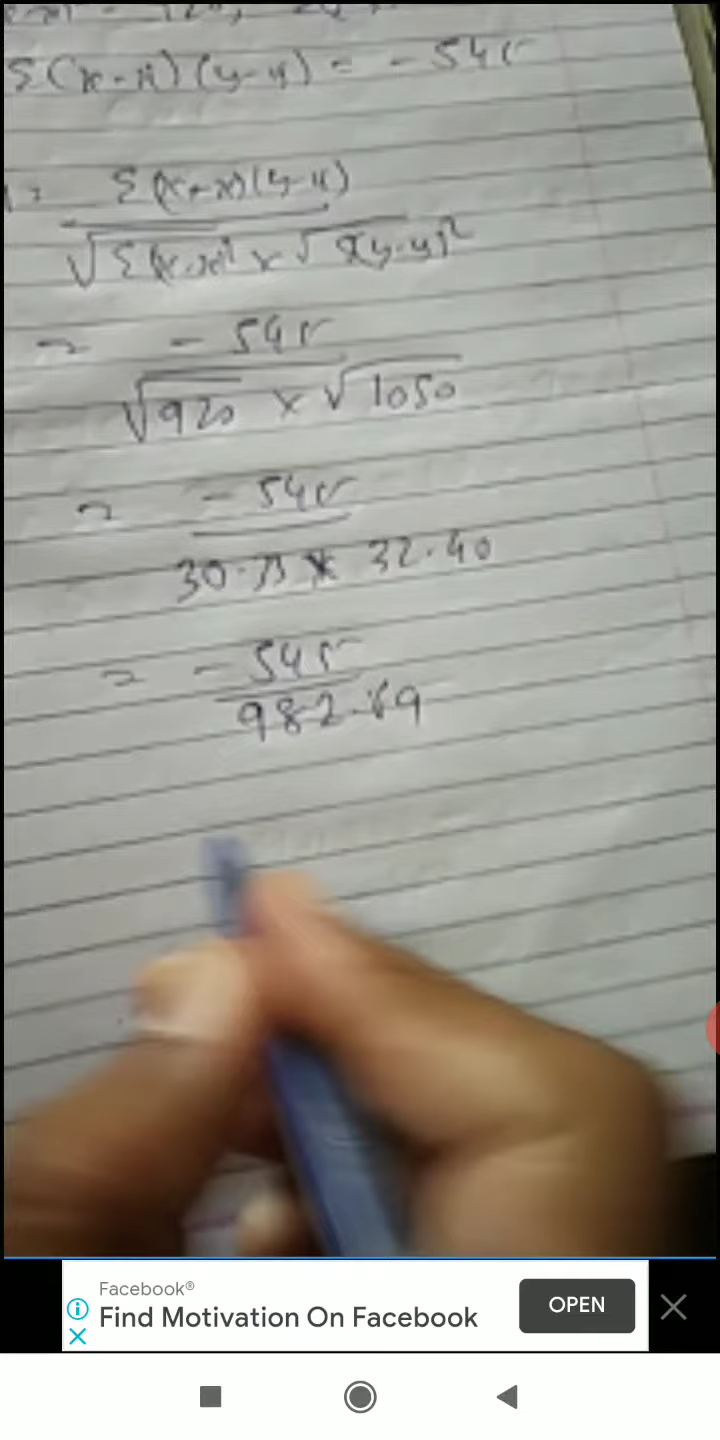 Σ(x-x̄)(y-ȳ) = -545
= Σ(x-x̄)(y-ȳ)
√Σ(x-x̄)² × √Σ(y-ȳ)²
= -545
√920 × √1050
= -545
30.33 × 32.40
= -545
982.69
Facebook®
Find Motivation On Facebook
OPEN